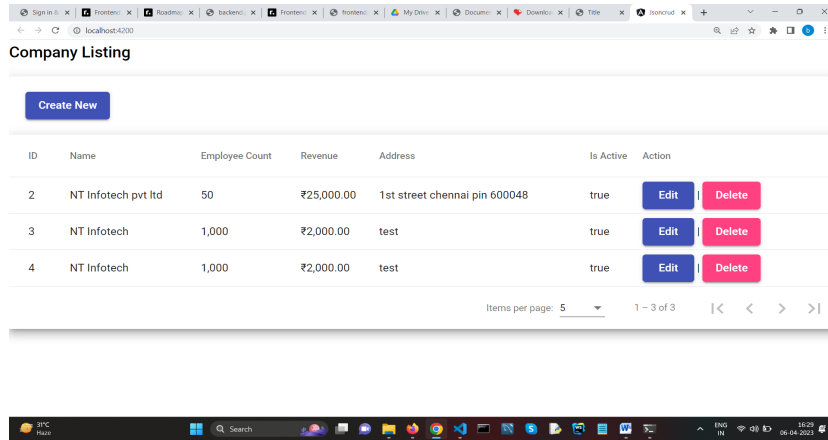 Sign in &
Frontend
Roadmap
backend
Frontend
frontend
My Drive
Documen
Downloa
Title
Jsoncrud
localhost:4200
Company Listing
Create New
ID Name Employee Count Revenue Address Is Active Action
2 NT Infotech pvt ltd 50 ₹25,000.00 1st street chennai pin 600048 true Edit | Delete
3 NT Infotech 1,000 ₹2,000.00 test true Edit | Delete
4 NT Infotech 1,000 ₹2,000.00 test true Edit | Delete
Items per page: 5 1 – 3 of 3
31°C
Haze
Search
ENG
IN
16:29
06-04-2023